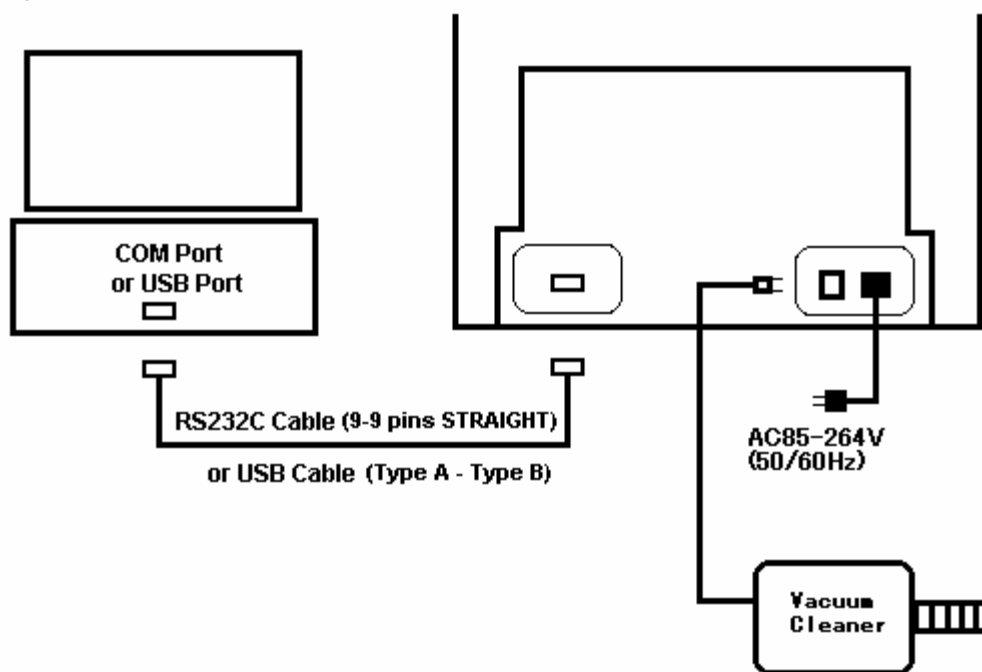 COM Port
or USB Port
RS232C Cable (9-9 pins STRAIGHT)
or USB Cable (Type A - Type B)
AC85-264V
(50/60Hz)
Vacuum
Cleaner